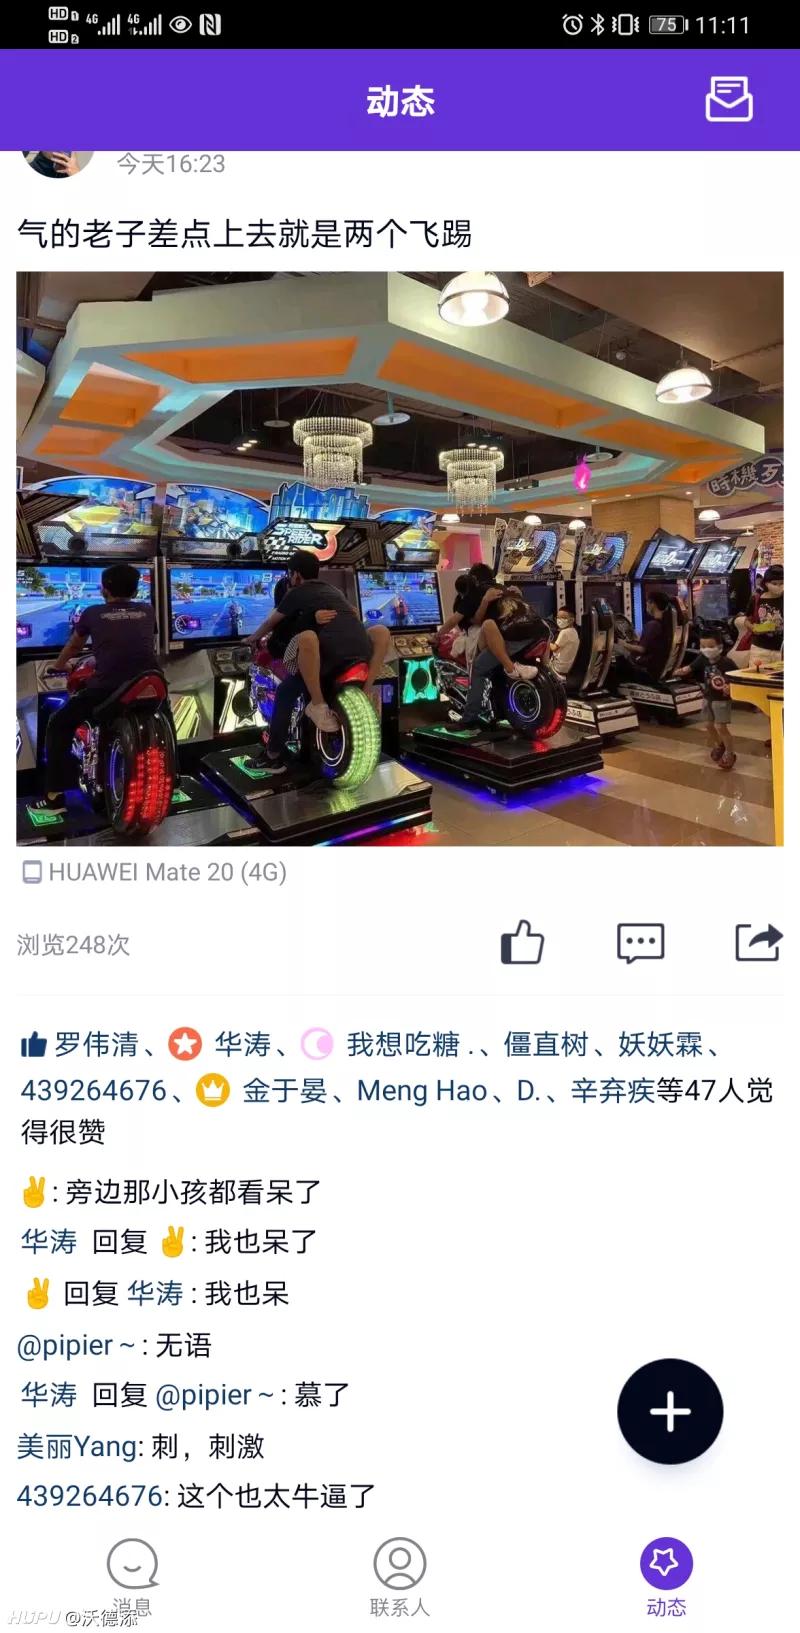 HD 1 4G 4G 75 11:11
HD 2
动态
今天16:23
气的老子差点上去就是两个飞踢
時機歹
SPEED
RIDER 3
HUAWEI Mate 20 (4G)
浏览248次
罗伟清、华涛、我想吃糖 .、僵直树、妖妖霖、
439264676、金于晏、Meng Hao、D.、辛弃疾等47人觉
得很赞
✌: 旁边那小孩都看呆了
华涛 回复 ✌: 我也呆了
✌ 回复 华涛 : 我也呆
@pipier ~ : 无语
华涛 回复 @pipier ~ : 慕了
美丽Yang: 刺，刺激
439264676: 这个也太牛逼了
消息 联系人 动态
HUPU @沃德添